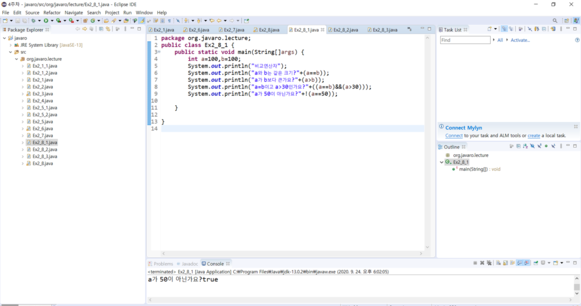 4주차 - javaro/src/org/javaro/lecture/Ex2_8_1.java - Eclipse IDE
File Edit Source Refactor Navigate Search Project Run Window Help
Package Explorer
javaro
JRE System Library [JavaSE-13]
src
org.javaro.lecture
Ex2_1.java
Ex2_1_2.java
Ex2_2.java
Ex2_3.java
Ex2_4.java
Ex2_5_1.java
Ex2_5_2.java
Ex2_5.java
Ex2_6.java
Ex2_7.java
Ex2_8_1.java
Ex2_8_2.java
Ex2_8_3.java
Ex2_8.java
Ex2_1.java Ex2_5_2.java Ex2_7.java Ex2_8.java Ex2_8_1.java Ex2_8_2.java Ex2_8_3.java
1 package org.javaro.lecture;
2 public class Ex2_8_1 {
3 public static void main(String[]args) {
4 int a=100,b=100;
5 System.out.println("비교연산자");
6 System.out.println("a와 b는 같은 크기?"+(a==b));
7 System.out.println("a가 b보다 큰가요?"+(a>b));
8 System.out.println("a=b이고 a>30인가요?"+((a==b)&&(a>30)));
9 System.out.println("a가 50이 아닌가요?"+!(a==50));
10
11 }
12
13 }
14
Problems Javadoc Console
<terminated> Ex2_8_1 [Java Application] C:\Program Files\Java\jdk-13.0.2\bin\javaw.exe (2020. 9. 24. 오후 6:02:05)
a가 50이 아닌가요?true
Task List
Find
All
Activate...
Connect Mylyn
Connect to your task and ALM tools or create a local task.
Outline
org.javaro.lecture
Ex2_8_1
main(String[]) : void